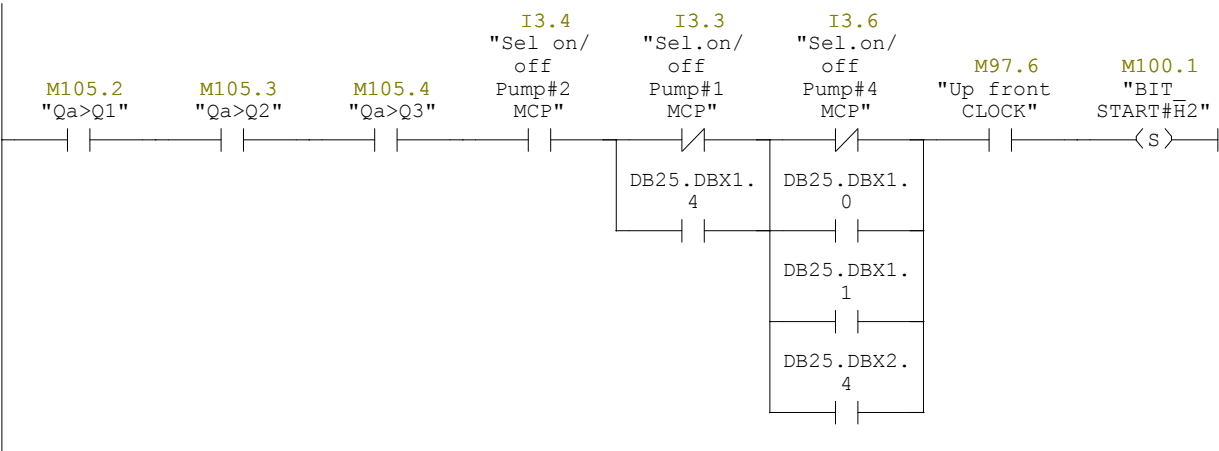 I3.4
"Sel on/
off
Pump#2
MCP"
I3.3
"Sel.on/
off
Pump#1
MCP"
I3.6
"Sel.on/
off
Pump#4
MCP"
M105.2
"Qa>Q1"
M105.3
"Qa>Q2"
M105.4
"Qa>Q3"
M97.6
"Up front
CLOCK"
M100.1
"BIT_
START#H2"
S
DB25.DBX1.
4
DB25.DBX1.
0
DB25.DBX1.
1
DB25.DBX2.
4